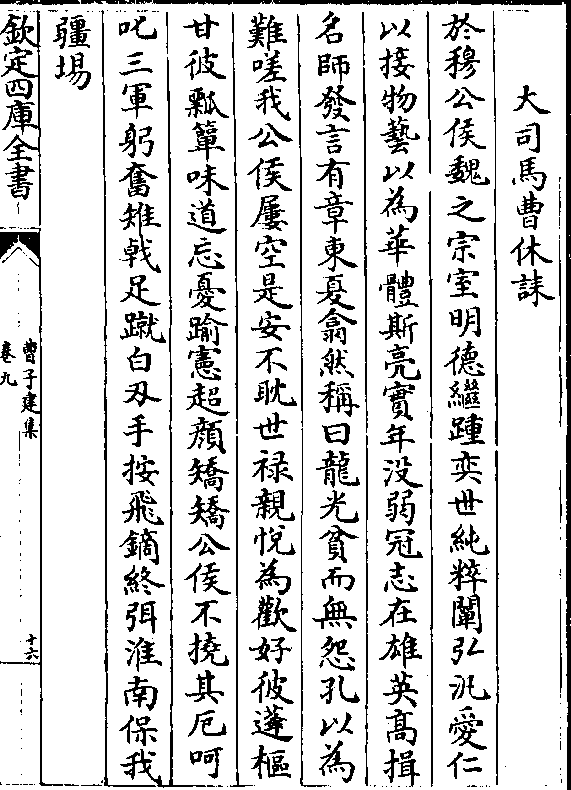 大司馬曹休誄
於穆公侯魏之宗室明德繼踵奕世純粹闡弘汎愛仁
以接物藝以為華體斯亮實年没弱冠志在雄英高揖
名師發言有章東夏翕然稱曰龍光貧而無怨孔以為
難嗟我公侯屢空是安不耽世禄親悅為歡好彼蓬樞
甘彼瓢簞味道忘憂踰憲超顔矯矯公侯不撓其厄呵
叱三軍躬奮雉戟足蹴白刃手按飛鏑終弭淮南保我
疆埸
欽定四庫全書
曹子建集
卷九
十六